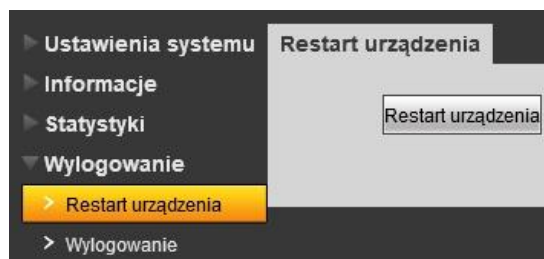 Ustawienia systemu
Informacje
Statystyki
Wylogowanie
Restart urządzenia
Wylogowanie
Restart urządzenia
Restart urządzenia